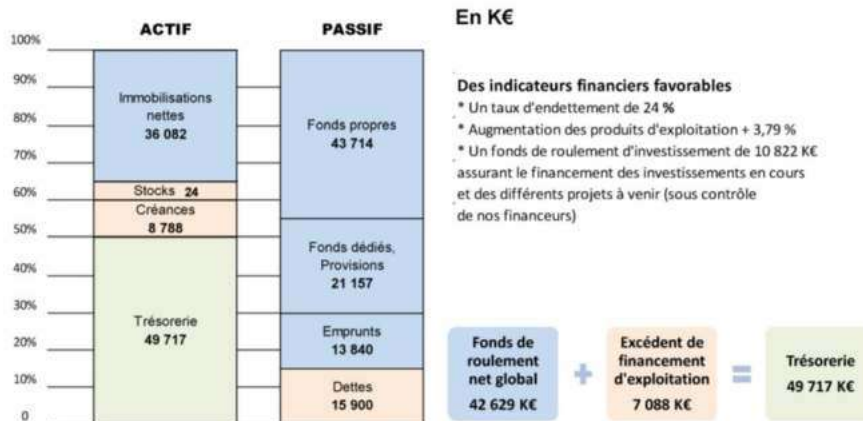 En K€
ACTIF
PASSIF
100%
90%
80%
70%
60%
50%
40%
30%
20%
10%
0
Immobilisations
nettes
36 082
Stocks 24
Créances
8 788
Trésorerie
49 717
Fonds propres
43 714
Fonds dédiés,
Provisions
21 157
Emprunts
13 840
Dettes
15 900
Des indicateurs financiers favorables
* Un taux d'endettement de 24 %
* Augmentation des produits d'exploitation + 3,79 %
* Un fonds de roulement d'investissement de 10 822 K€
assurant le financement des investissements en cours
et des différents projets à venir (sous contrôle
de nos financeurs)
Fonds de
roulement
net global
42 629 K€
+
Excédent de
financement
d'exploitation
7 088 K€
=
Trésorerie
49 717 K€